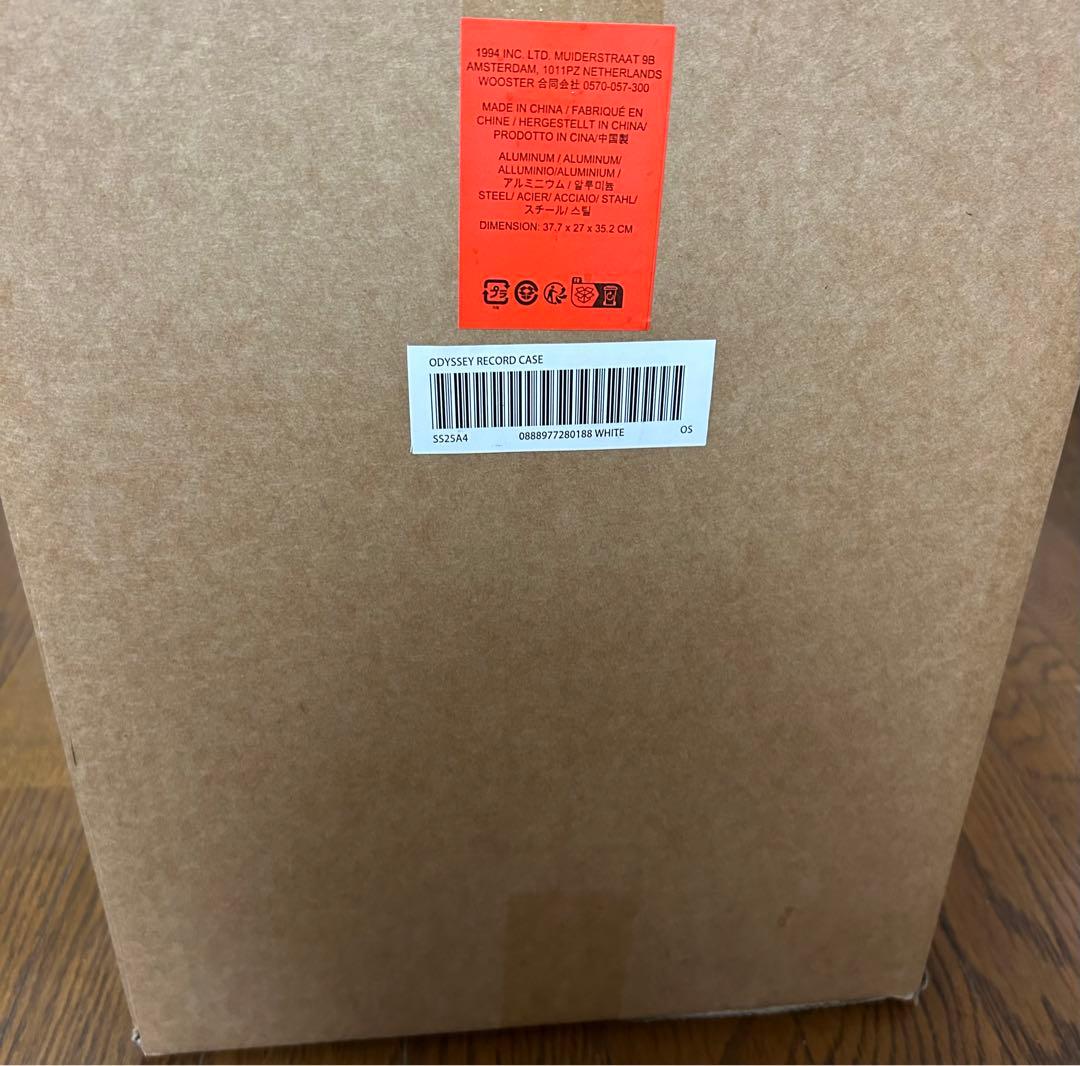 1994 INC. LTD. MUIDERSTRAAT 9B
AMSTERDAM, 1011PZ NETHERLANDS
WOOSTER 合同会社 0570-057-300
MADE IN CHINA / FABRIQUÉ EN
CHINE / HERGESTELLT IN CHINA/
PRODOTTO IN CINA/中国製
ALUMINUM / ALUMINUM/
ALLUMINIO/ALUMINIUM /
アルミニウム / 알루미늄
STEEL/ ACIER/ ACCIAIO/ STAHL/
スチール/ 스틸
DIMENSION: 37.7 x 27 x 35.2 CM
プラ
ODYSSEY RECORD CASE
SS25A4 0888977280188 WHITE OS